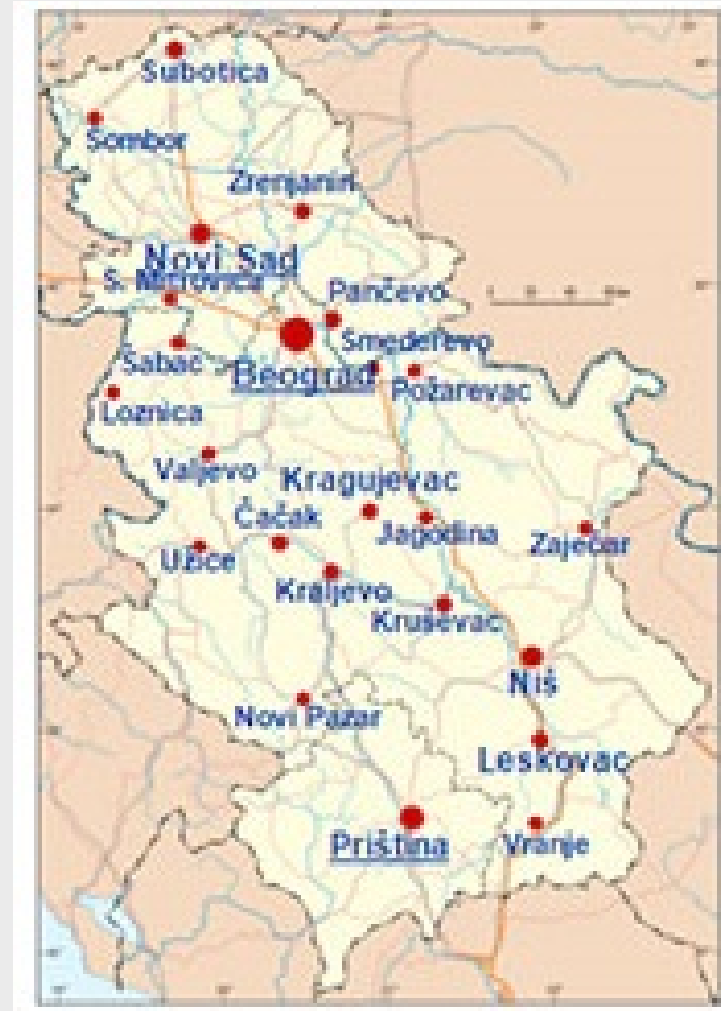 Subotica
Sombor
Zrenjanin
Novi Sad
S. Mitrovica
Pančevo
Smederevo
Šabac
Beograd
Požarevac
Loznica
Valjevo
Kragujevac
Čačak
Jagodina
Zaječar
Užice
Kraljevo
Kruševac
Niš
Novi Pazar
Leskovac
Priština
Vranje